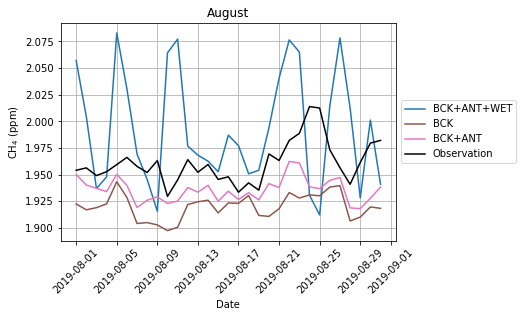 August
2.075
2.050
2.025
2.000
1.975
1.950
1.925
1.900
CH₄ (ppm)
2019-08-01
2019-08-05
2019-08-09
2019-08-13
2019-08-17
2019-08-21
2019-08-25
2019-08-29
2019-09-01
Date
BCK+ANT+WET
BCK
BCK+ANT
Observation